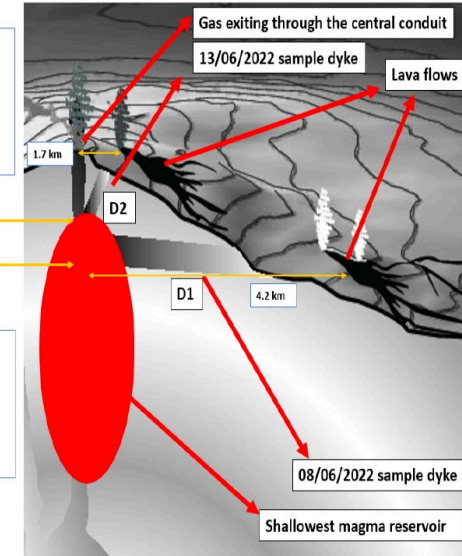 Gas exiting through the central conduit
13/06/2022 sample dyke
Lava flows
1.7 km
D2
D1
4.2 km
08/06/2022 sample dyke
Shallowest magma reservoir